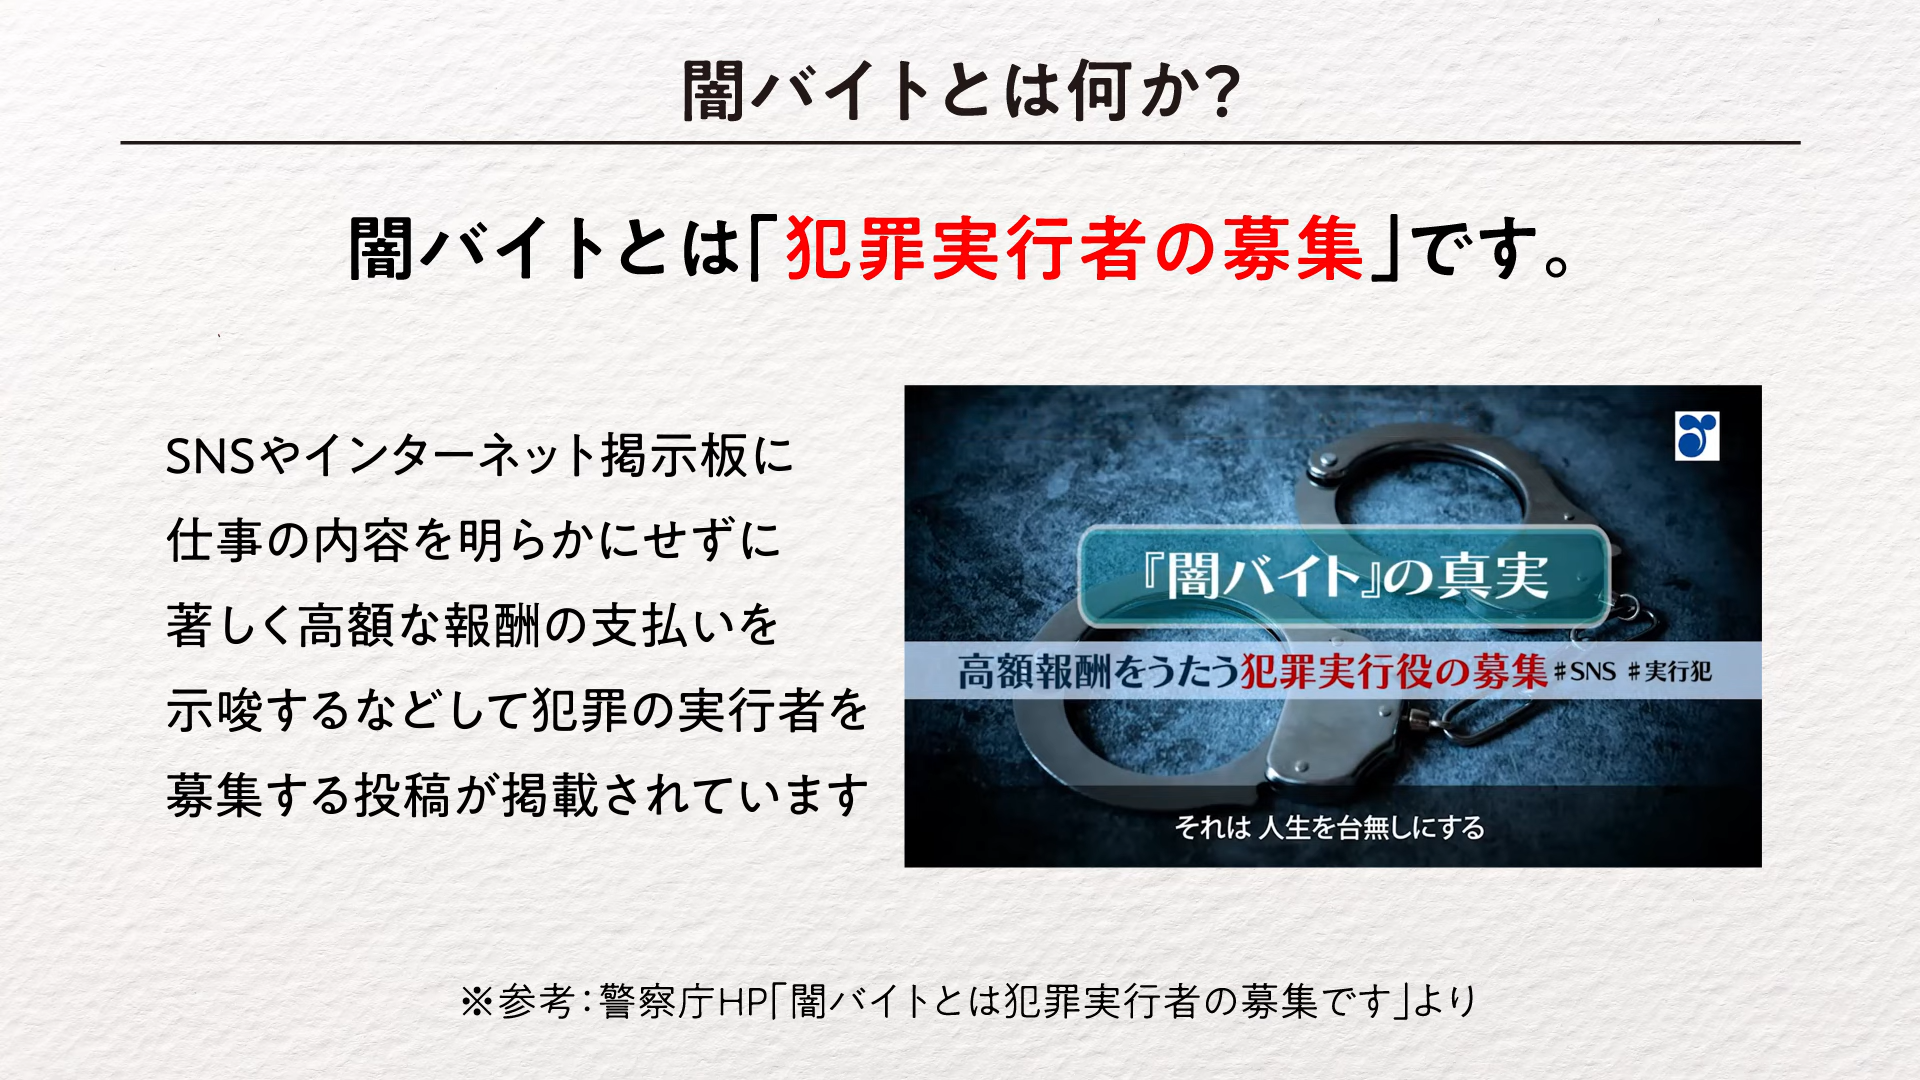 闇バイトとは何か？
闇バイトとは「犯罪実行者の募集」です。
SNSやインターネット掲示板に
仕事の内容を明らかにせずに
著しく高額な報酬の支払いを
示唆するなどして犯罪の実行者を
募集する投稿が掲載されています
『闇バイト』の真実
高額報酬をうたう犯罪実行役の募集 #SNS #実行犯
それは 人生を台無しにする
※参考：警察庁HP「闇バイトとは犯罪実行者の募集です」より